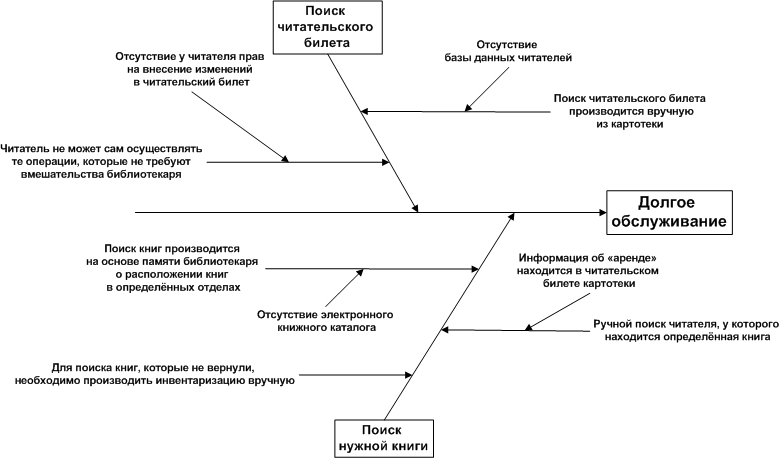 Поиск
читательского
билета
Отсутствие у читателя прав
на внесение изменений
в читательский билет
Отсутствие
базы данных читателей
Поиск читательского билета
производится вручную
из картотеки
Читатель не может сам осуществлять
те операции, которые не требуют
вмешательства библиотекаря
Долгое
обслуживание
Поиск книг производится
на основе памяти библиотекаря
о расположении книг
в определённых отделах
Информация об «аренде»
находится в читательском
билете картотеки
Отсутствие электронного
книжного каталога
Ручной поиск читателя, у которого
находится определённая книга
Для поиска книг, которые не вернули,
необходимо производить инвентаризацию вручную
Поиск
нужной книги